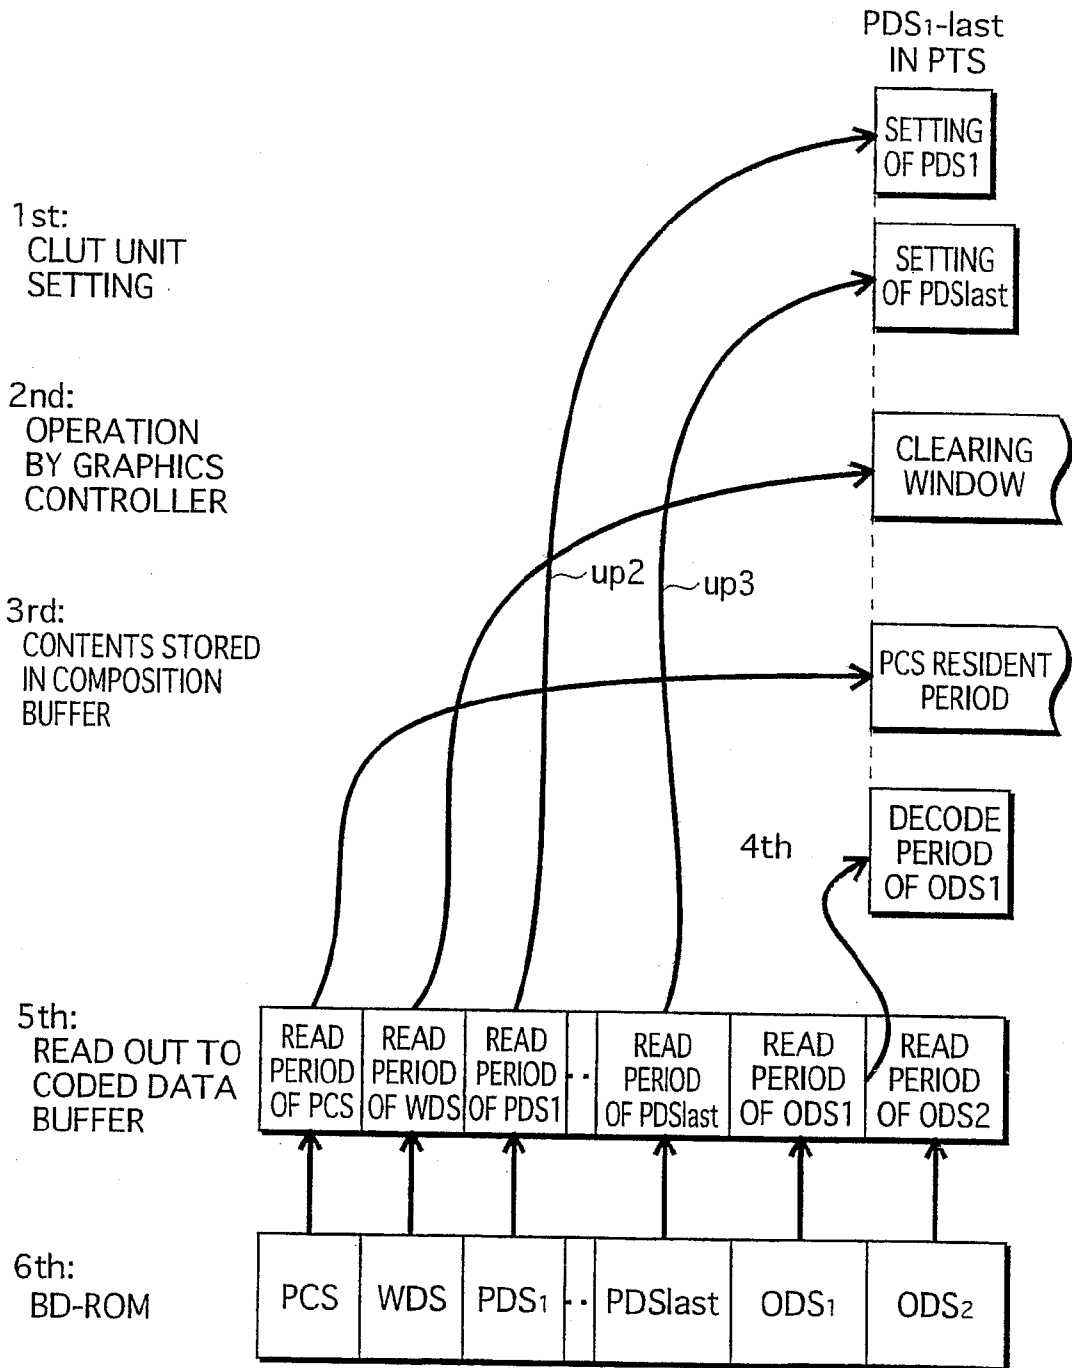 PDS1-last
IN PTS
SETTING
OF PDS1
1st:
CLUT UNIT
SETTING
SETTING
OF PDSlast
2nd:
OPERATION
BY GRAPHICS
CONTROLLER
CLEARING
WINDOW
up2
up3
3rd:
CONTENTS STORED
IN COMPOSITION
BUFFER
PCS RESIDENT
PERIOD
4th
DECODE
PERIOD
OF ODS1
5th:
READ OUT TO
CODED DATA
BUFFER
READ
PERIOD
OF PCS
READ
PERIOD
OF WDS
READ
PERIOD
OF PDS1
··
READ
PERIOD
OF PDSlast
READ
PERIOD
OF ODS1
READ
PERIOD
OF ODS2
6th:
BD-ROM
PCS
WDS
PDS1
··
PDSlast
ODS1
ODS2